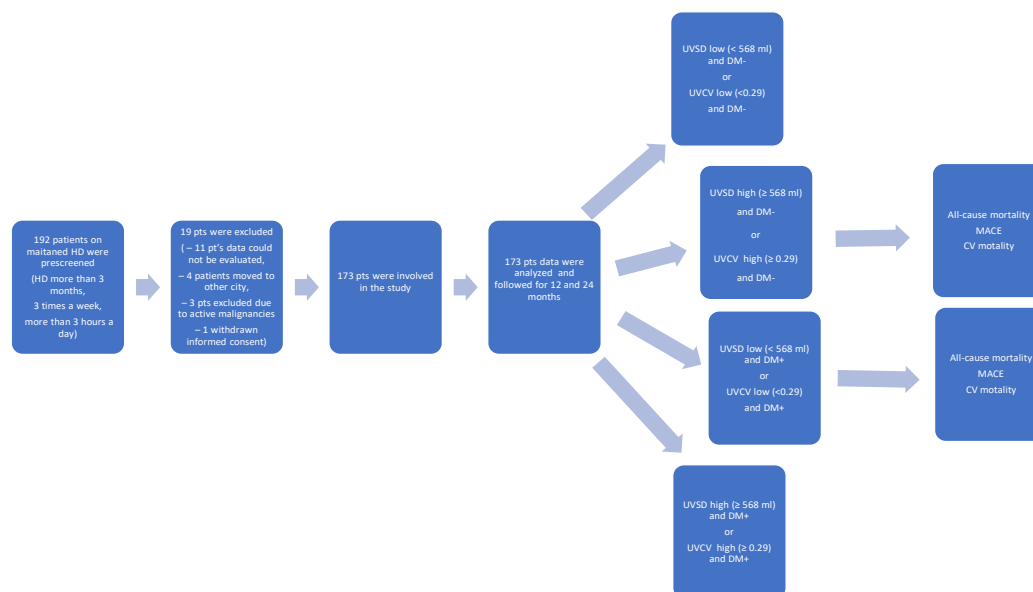 192 patients on
maitaned HD were
prescreened
(HD more than 3
months,
3 times a week,
more than 3 hours a
day)
19 pts were excluded
( – 11 pt's data could
not be evaluated,
– 4 patients moved to
other city,
– 3 pts excluded due
to active malignancies
– 1 withdrawn
informed consent)
173 pts were involved
in the study
173 pts data were
analyzed and
followed for 12 and 24
months
UVSD low (< 568 ml)
and DM-
or
UVCV low (<0.29)
and DM-
UVSD high (≥ 568 ml)
and DM-
or
UVCV high (≥ 0.29)
and DM-
UVSD low (< 568 ml)
and DM+
or
UVCV low (<0.29)
and DM+
UVSD high (≥ 568 ml)
and DM+
or
UVCV high (≥ 0.29)
and DM+
All-cause mortality
MACE
CV motality
All-cause mortality
MACE
CV motality